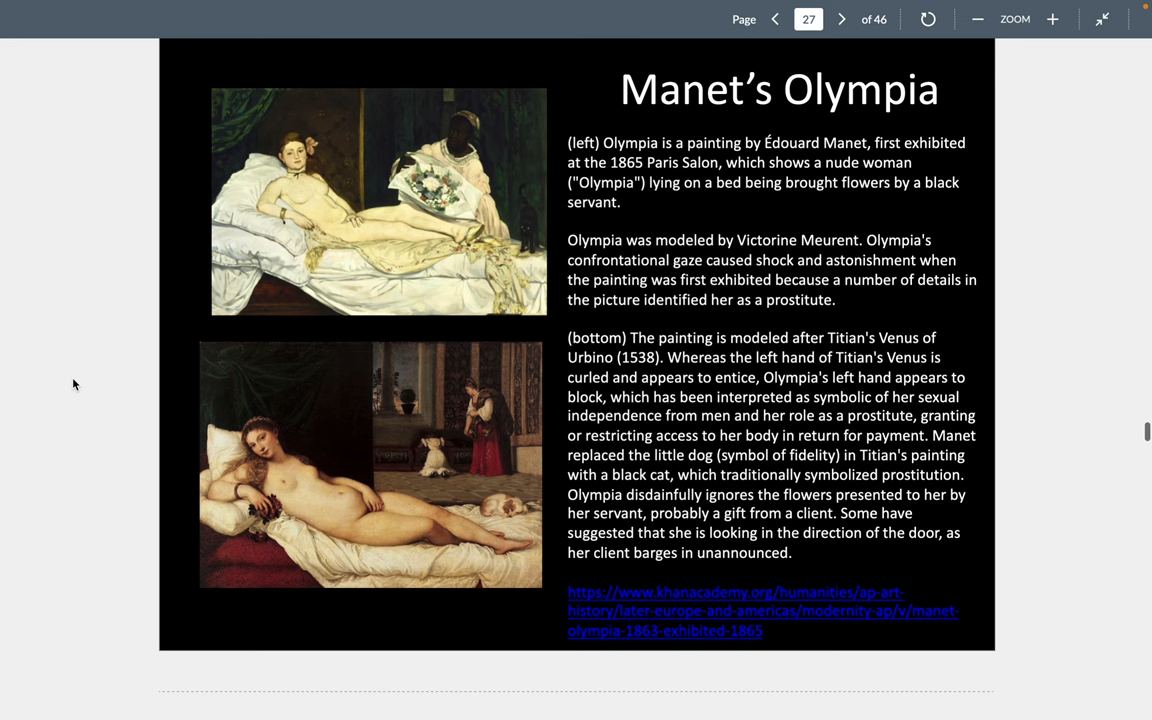 Page 27 of 46 ZOOM
Manet's Olympia
(left) Olympia is a painting by Édouard Manet, first exhibited
at the 1865 Paris Salon, which shows a nude woman
("Olympia") lying on a bed being brought flowers by a black
servant.
Olympia was modeled by Victorine Meurent. Olympia's
confrontational gaze caused shock and astonishment when
the painting was first exhibited because a number of details in
the picture identified her as a prostitute.
(bottom) The painting is modeled after Titian's Venus of
Urbino (1538). Whereas the left hand of Titian's Venus is
curled and appears to entice, Olympia's left hand appears to
block, which has been interpreted as symbolic of her sexual
independence from men and her role as a prostitute, granting
or restricting access to her body in return for payment. Manet
replaced the little dog (symbol of fidelity) in Titian's painting
with a black cat, which traditionally symbolized prostitution.
Olympia disdainfully ignores the flowers presented to her by
her servant, probably a gift from a client. Some have
suggested that she is looking in the direction of the door, as
her client barges in unannounced.
https://www.khanacademy.org/humanities/ap-art-
history/later-europe-and-americas/modernity-ap/v/manet-
olympia-1863-exhibited-1865